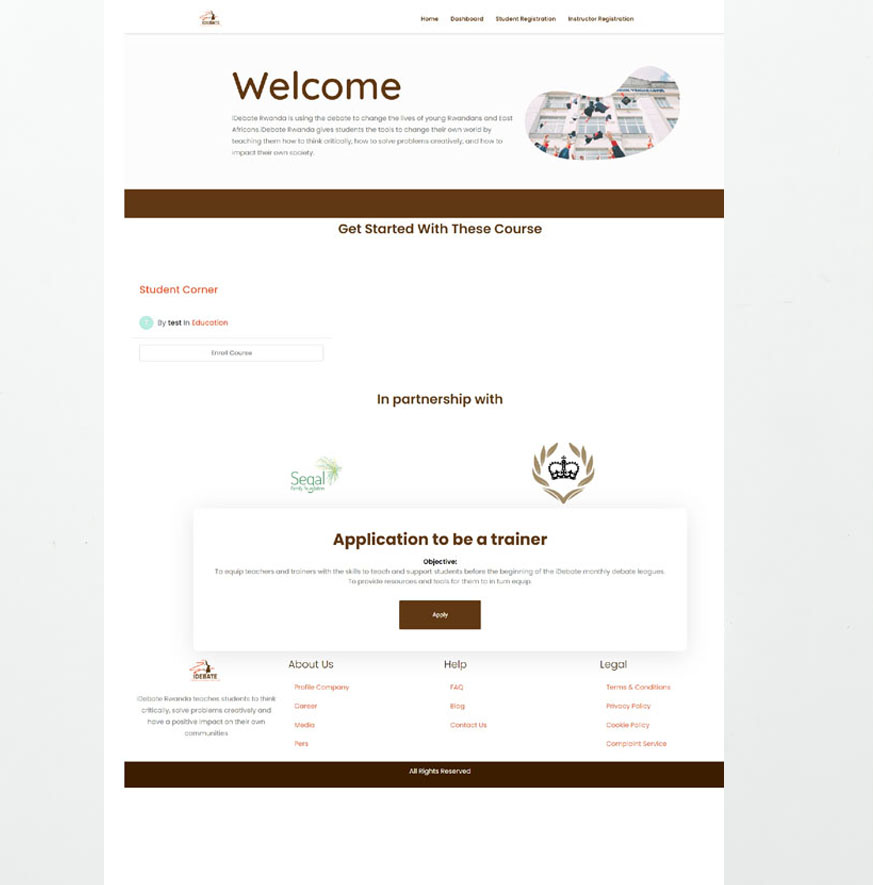 iDEBATE
Home Dashboard Student Registration Instructor Registration
Welcome
iDebate Rwanda is using the debate to change the lives of young Rwandans and East
Africans.iDebate Rwanda gives students the tools to change their own world by
teaching them how to think critically, how to solve problems creatively, and how to
impact their own society.
Get Started With These Course
Student Corner
T By test In Education
Enroll Course
In partnership with
Segal
Family Foundation
Application to be a trainer
Objective:
To equip teachers and trainers with the skills to teach and support students before the beginning of the iDebate monthly debate leagues.
To provide resources and tools for them to in turn equip
Apply
iDEBATE
iDebate Rwanda teaches students to think
critically, solve problems creatively and
have a positive impact on their own
communities
About Us
Profile Company
Career
Media
Pers
Help
FAQ
Blog
Contact Us
Legal
Terms & Conditions
Privacy Policy
Cookie Policy
Complaint Service
All Rights Reserved